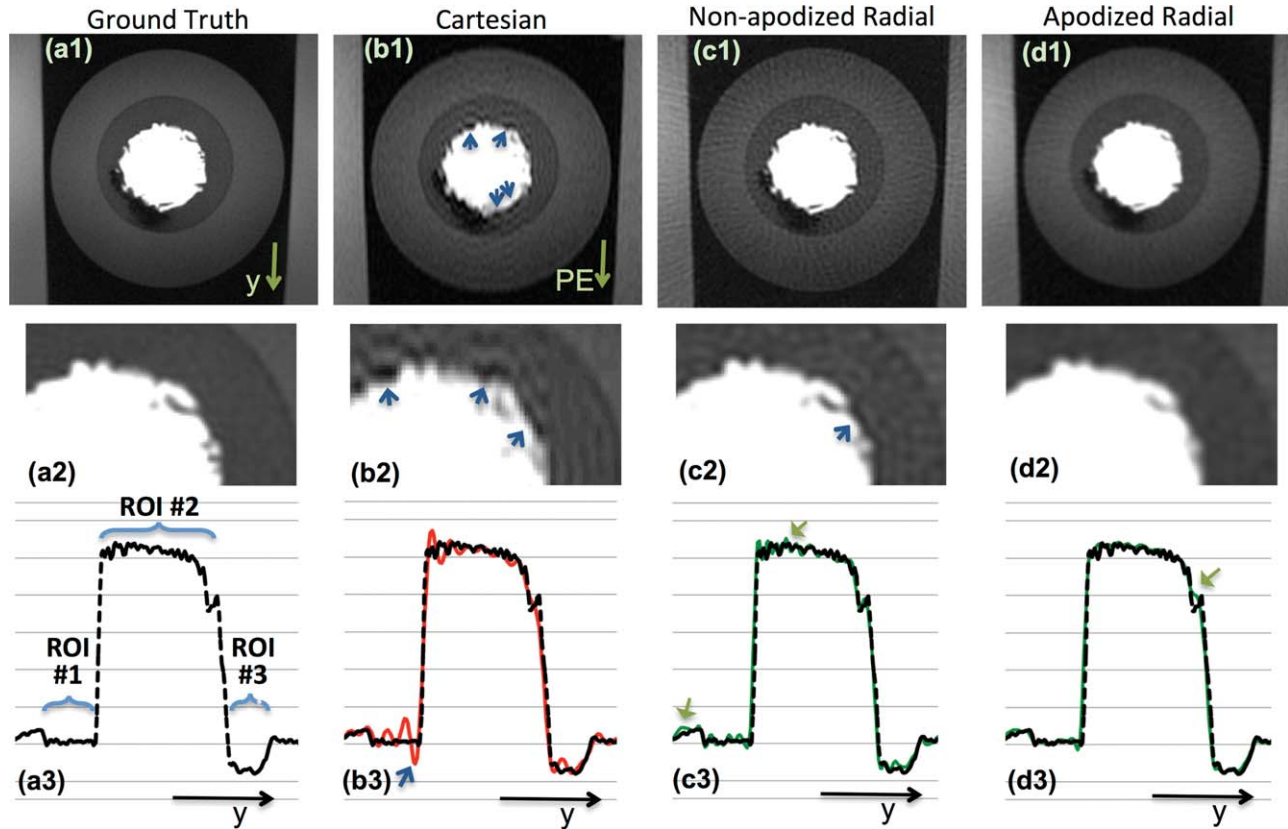 Ground Truth
Cartesian
Non-apodized Radial
Apodized Radial
(a1)
(b1)
(c1)
(d1)
y
PE
(a2)
(b2)
(c2)
(d2)
ROI #2
ROI
#1
ROI
#3
(a3)
(b3)
(c3)
(d3)
y
y
y
y